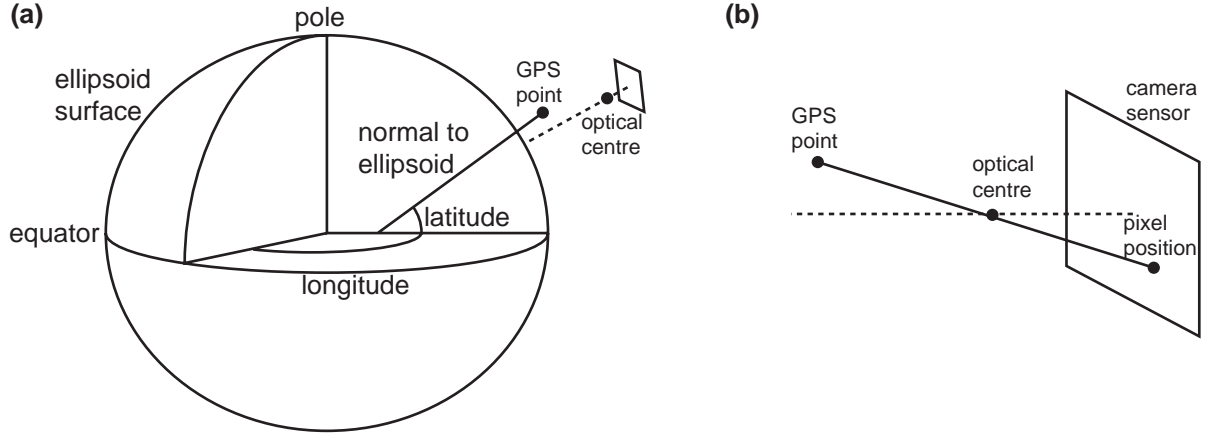 (a)
pole
ellipsoid
surface
GPS
point
optical
centre
normal to
ellipsoid
latitude
equator
longitude
(b)
camera
sensor
GPS
point
optical
centre
pixel
position